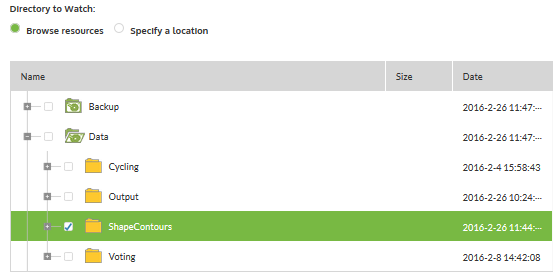 Directory to Watch:
Browse resources Specify a location
Name Size Date
Backup 2016-2-26 11:47:···
Data 2016-2-26 11:47:···
Cycling 2016-2-4 15:58:43
Output 2016-2-26 10:24:···
ShapeContours 2016-2-26 11:44:···
Voting 2016-2-8 14:42:08